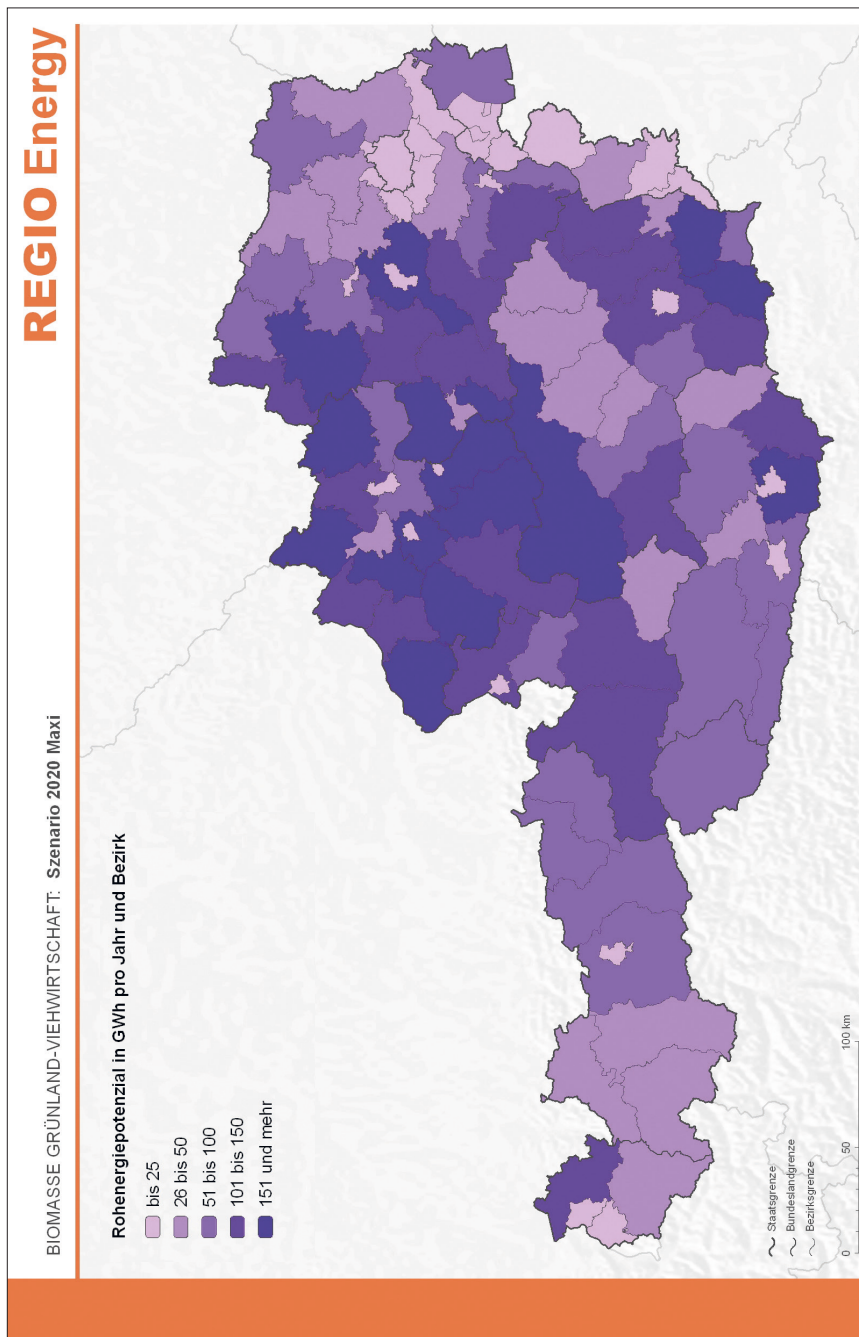 REGIO Energy
BIOMASSE GRÜNLAND-VIEHWIRTSCHAFT: Szenario 2020 Maxi
Rohenergiepotenzial in GWh pro Jahr und Bezirk
bis 25
26 bis 50
51 bis 100
101 bis 150
151 und mehr
Staatsgrenze
Bundeslandgrenze
Bezirksgrenze
0 50 100 km